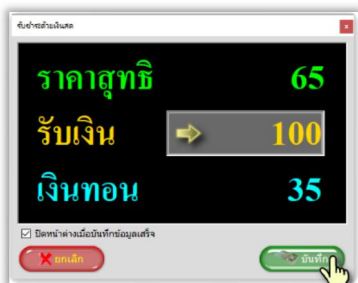 รับชำระด้วยเงินสด
ราคาสุทธิ 65
รับเงิน 100
เงินทอน 35
ปิดหน้าต่างเมื่อบันทึกข้อมูลเสร็จ
ยกเลิก บันทึก